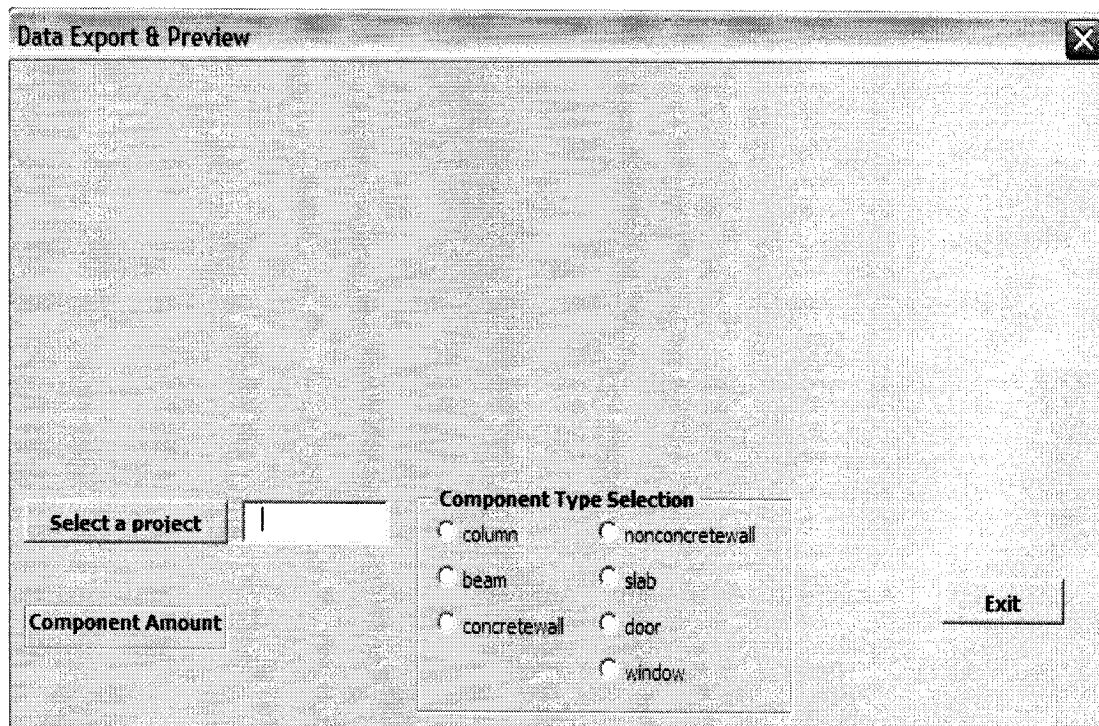 Data Export & Preview
Select a project
Component Type Selection
column
nonconcretewall
beam
slab
Exit
Component Amount
concretewall
door
window